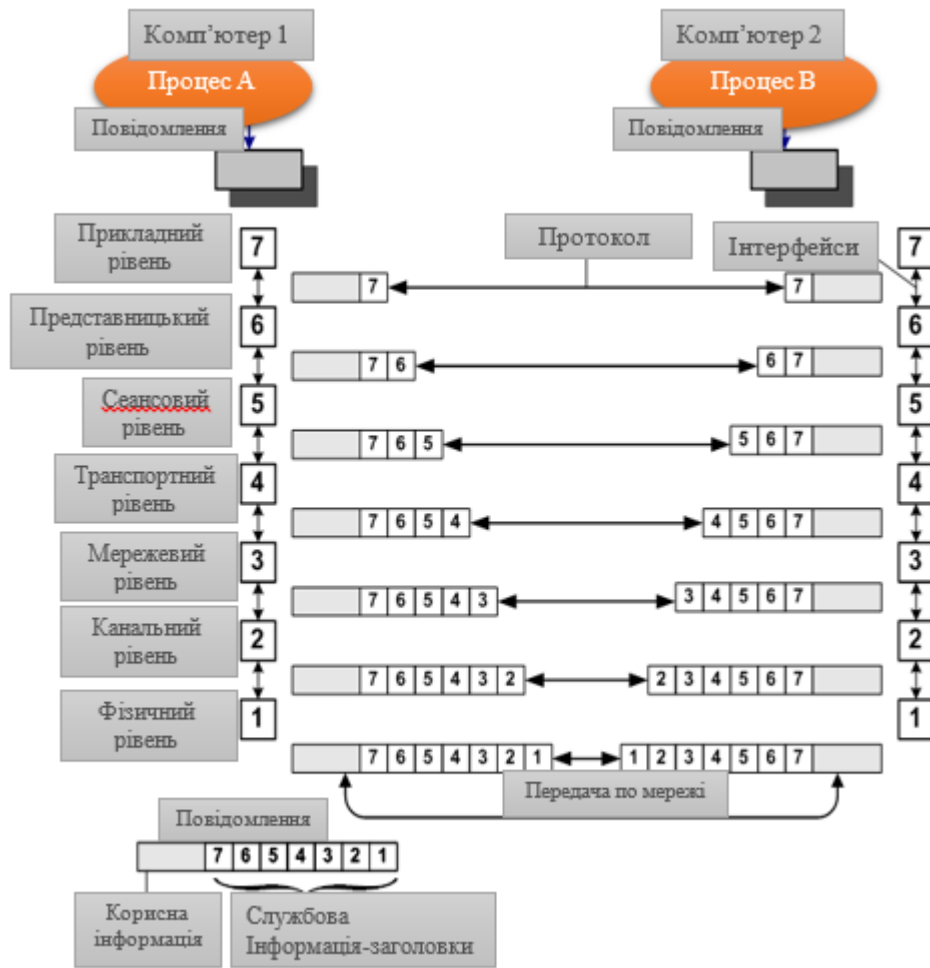 Комп’ютер 1
Комп’ютер 2
Процес А
Процес В
Повідомлення
Повідомлення
Прикладний
рівень
7
Протокол
Інтерфейси
7
7
7
Представницький
рівень
6
6
7 6
6 7
Сеансовий
рівень
5
5
7 6 5
5 6 7
Транспортний
рівень
4
4
7 6 5 4
4 5 6 7
Мережевий
рівень
3
3
7 6 5 4 3
3 4 5 6 7
Канальний
рівень
2
2
7 6 5 4 3 2
2 3 4 5 6 7
Фізичний
рівень
1
1
7 6 5 4 3 2 1
1 2 3 4 5 6 7
Передача по мережі
Повідомлення
7 6 5 4 3 2 1
Корисна
інформація
Службова
Інформація-заголовки